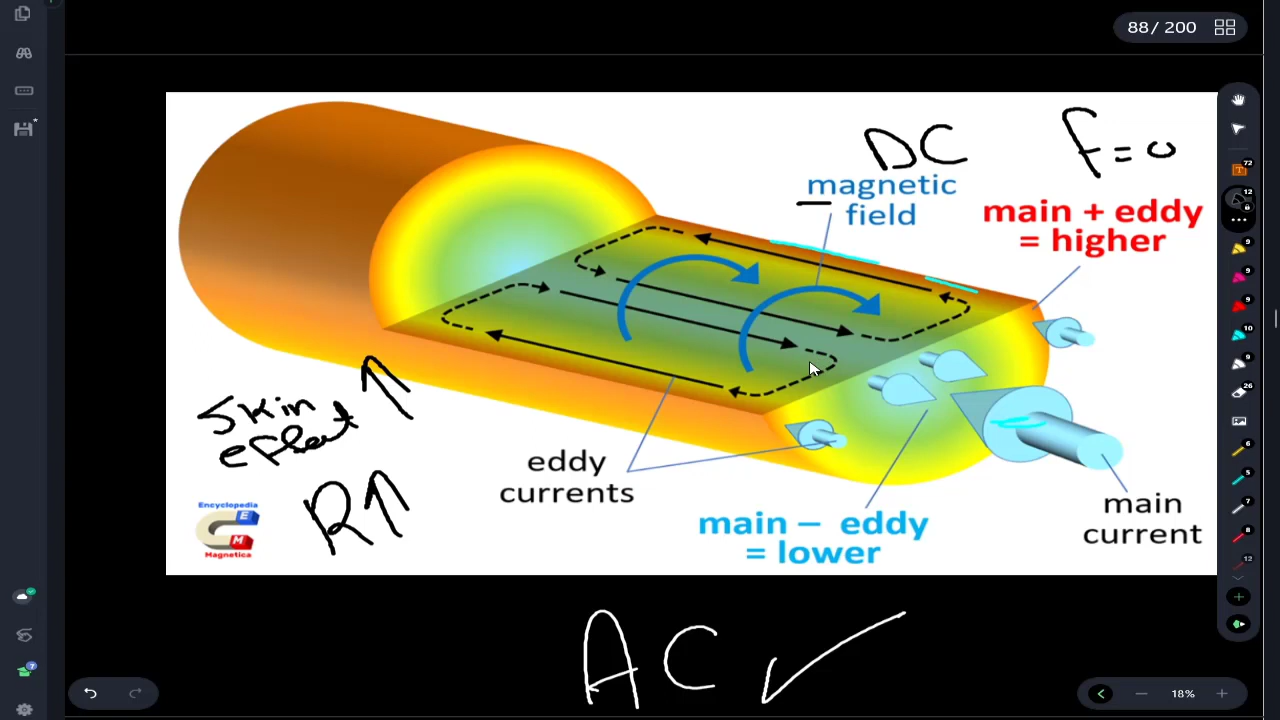 88 / 200
DC
F=0
magnetic
field
main + eddy
= higher
Skin
effect ↑
R↑
eddy
currents
main − eddy
= lower
main
current
Encyclopedia
E
M
Magnetica
AC ✓
18%